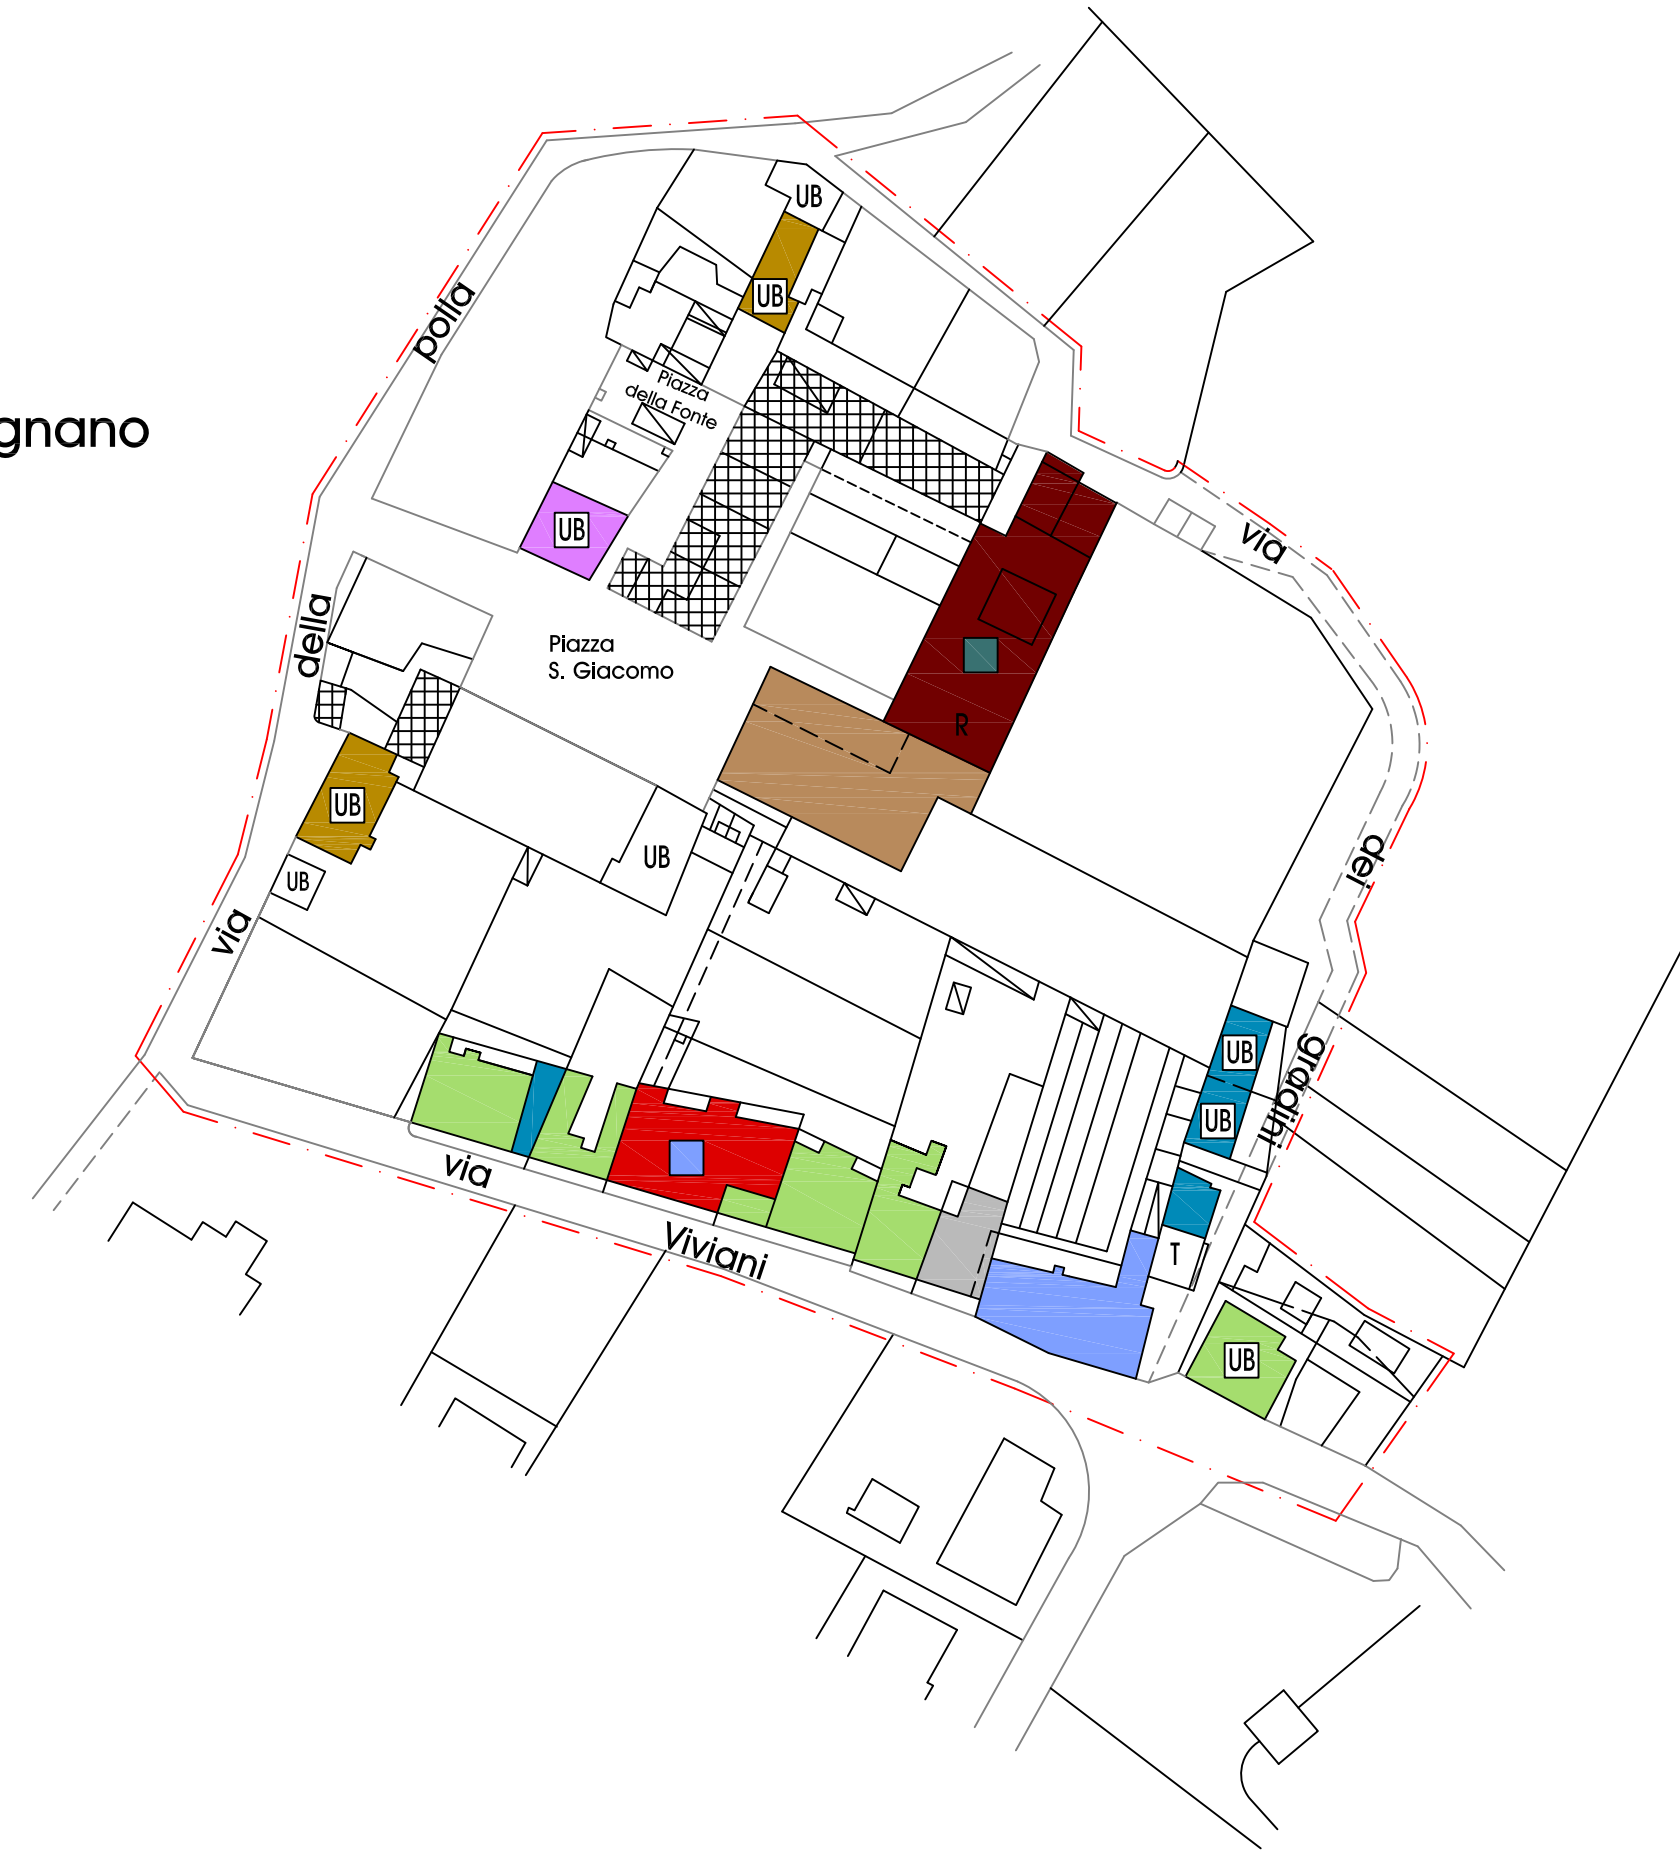 UB
UB
polla
Piazza
della Fonte
gnano
UB
via
della
Piazza
S. Giacomo
R
UB
UB
dei
UB
via
UB
gradini
UB
via
Viviani
T
UB